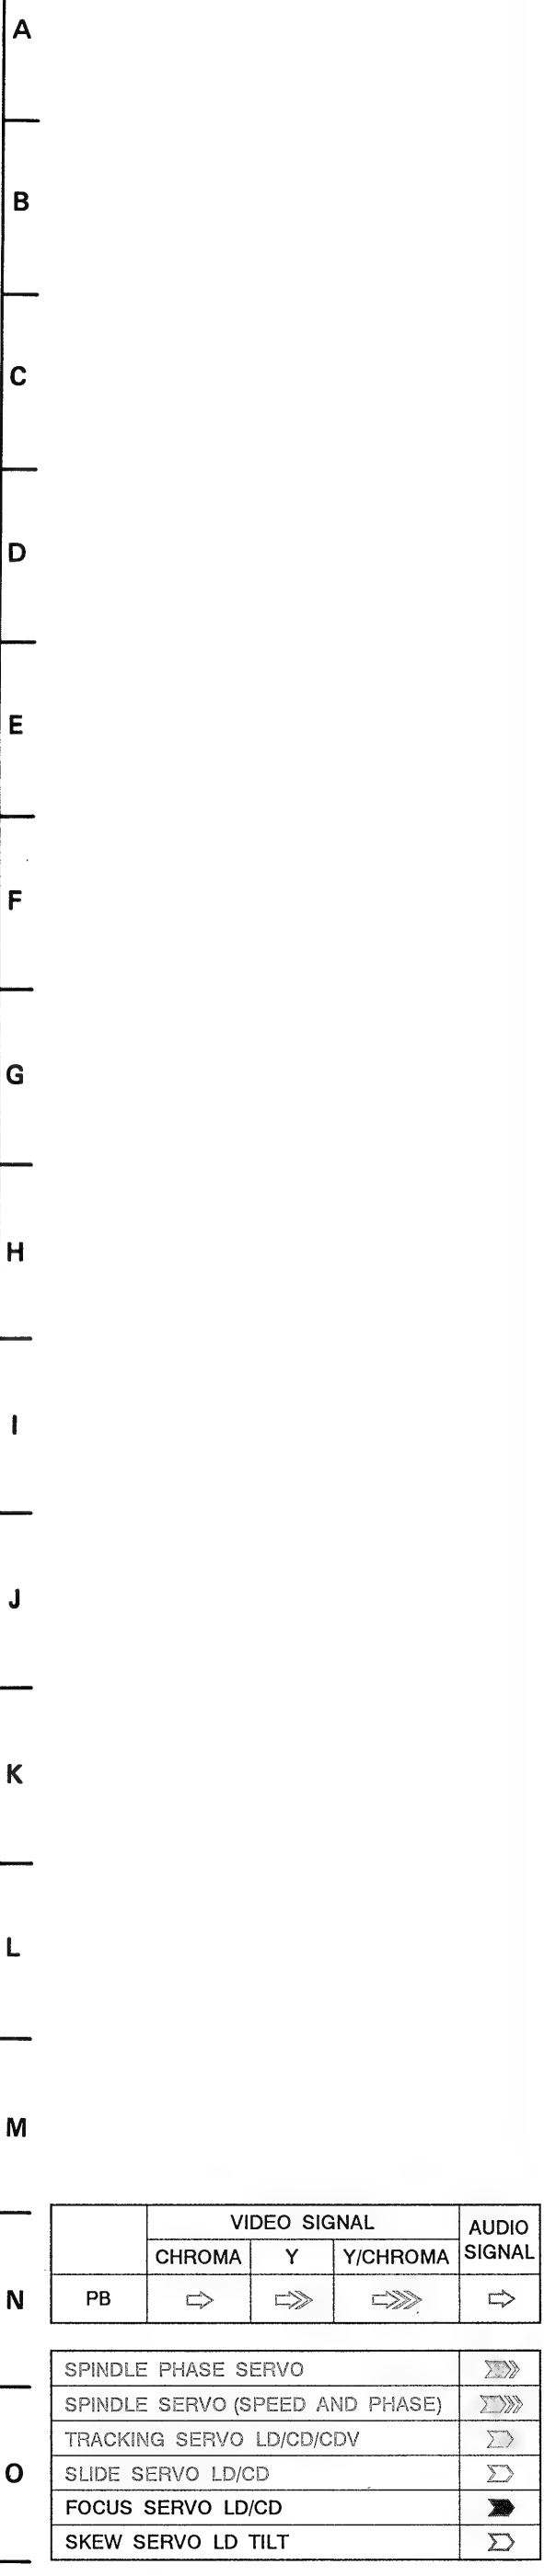 A
B
C
D
E
F
G
H
I
J
K
L
M
N
O
VIDEO SIGNAL AUDIO SIGNAL
CHROMA Y Y/CHROMA
PB
SPINDLE PHASE SERVO
SPINDLE SERVO (SPEED AND PHASE)
TRACKING SERVO LD/CD/CDV
SLIDE SERVO LD/CD
FOCUS SERVO LD/CD
SKEW SERVO LD TILT